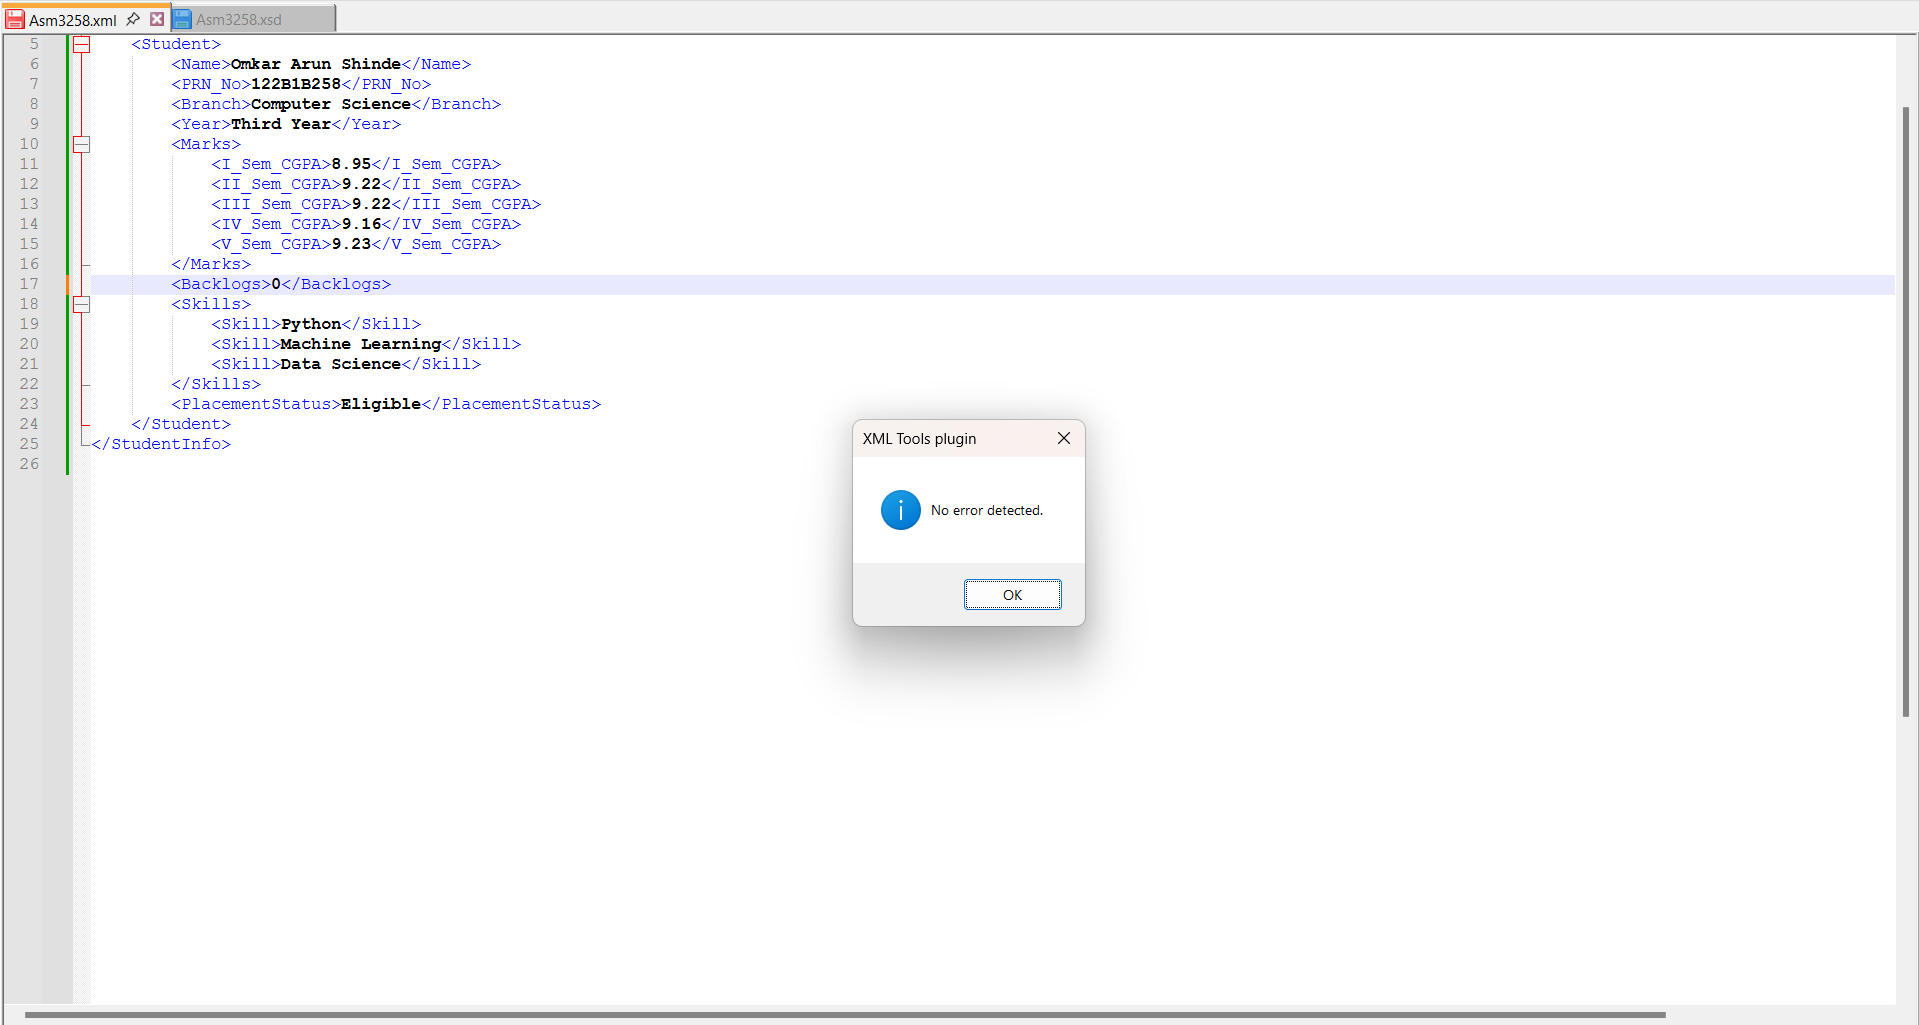 Asm3258.xml
Asm3258.xsd
5     <Student>
6         <Name>Omkar Arun Shinde</Name>
7         <PRN_No>122B1B258</PRN_No>
8         <Branch>Computer Science</Branch>
9         <Year>Third Year</Year>
10         <Marks>
11             <I_Sem_CGPA>8.95</I_Sem_CGPA>
12             <II_Sem_CGPA>9.22</II_Sem_CGPA>
13             <III_Sem_CGPA>9.22</III_Sem_CGPA>
14             <IV_Sem_CGPA>9.16</IV_Sem_CGPA>
15             <V_Sem_CGPA>9.23</V_Sem_CGPA>
16         </Marks>
17         <Backlogs>0</Backlogs>
18         <Skills>
19             <Skill>Python</Skill>
20             <Skill>Machine Learning</Skill>
21             <Skill>Data Science</Skill>
22         </Skills>
23         <PlacementStatus>Eligible</PlacementStatus>
24     </Student>
25 </StudentInfo>
26
XML Tools plugin
No error detected.
OK